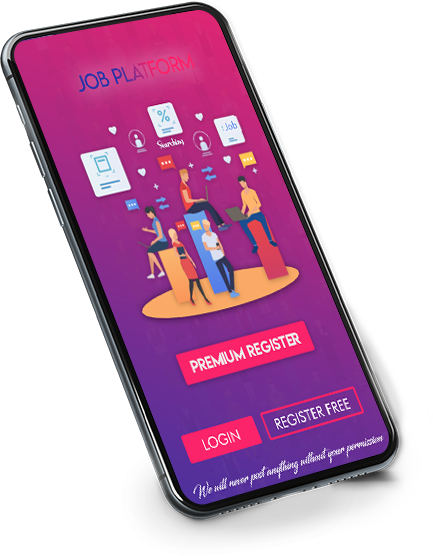 JOB PLATFORM
%
Job
Searching
PREMIUM REGISTER
LOGIN
REGISTER FREE
We will never post anything without your permission